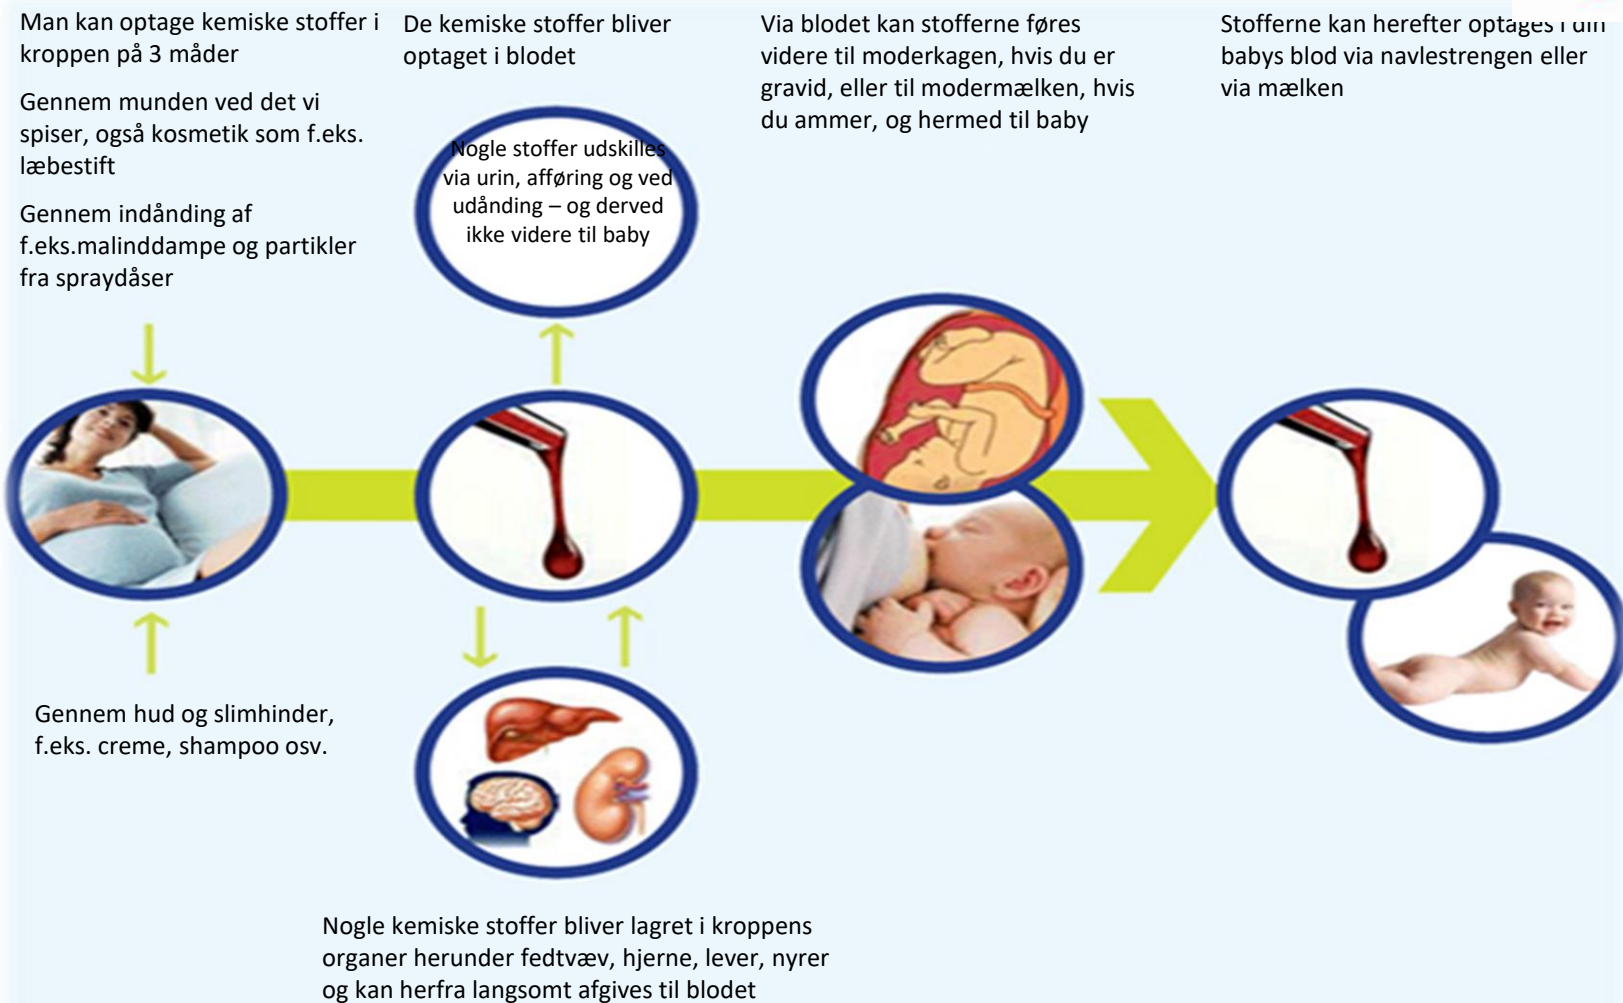 Man kan optage kemiske stoffer i
kroppen på 3 måder
Gennem munden ved det vi
spiser, også kosmetik som f.eks.
læbestift
Gennem indånding af
f.eks.malinddampe og partikler
fra spraydåser
De kemiske stoffer bliver
optaget i blodet
Nogle stoffer udskilles
via urin, afføring og ved
udånding – og derved
ikke videre til baby
Via blodet kan stofferne føres
videre til moderkagen, hvis du er
gravid, eller til modermælken, hvis
du ammer, og hermed til baby
Stofferne kan herefter optages i din
babys blod via navlestrengen eller
via mælken
Gennem hud og slimhinder,
f.eks. creme, shampoo osv.
Nogle kemiske stoffer bliver lagret i kroppens
organer herunder fedtvæv, hjerne, lever, nyrer
og kan herfra langsomt afgives til blodet